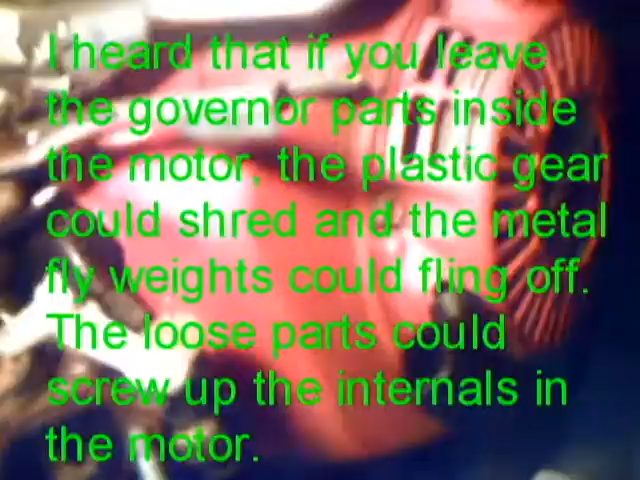 I heard that if you leave
the governor parts inside
the motor, the plastic gear
could shred and the metal
fly weights could fling off.
The loose parts could
screw up the internals in
the motor.